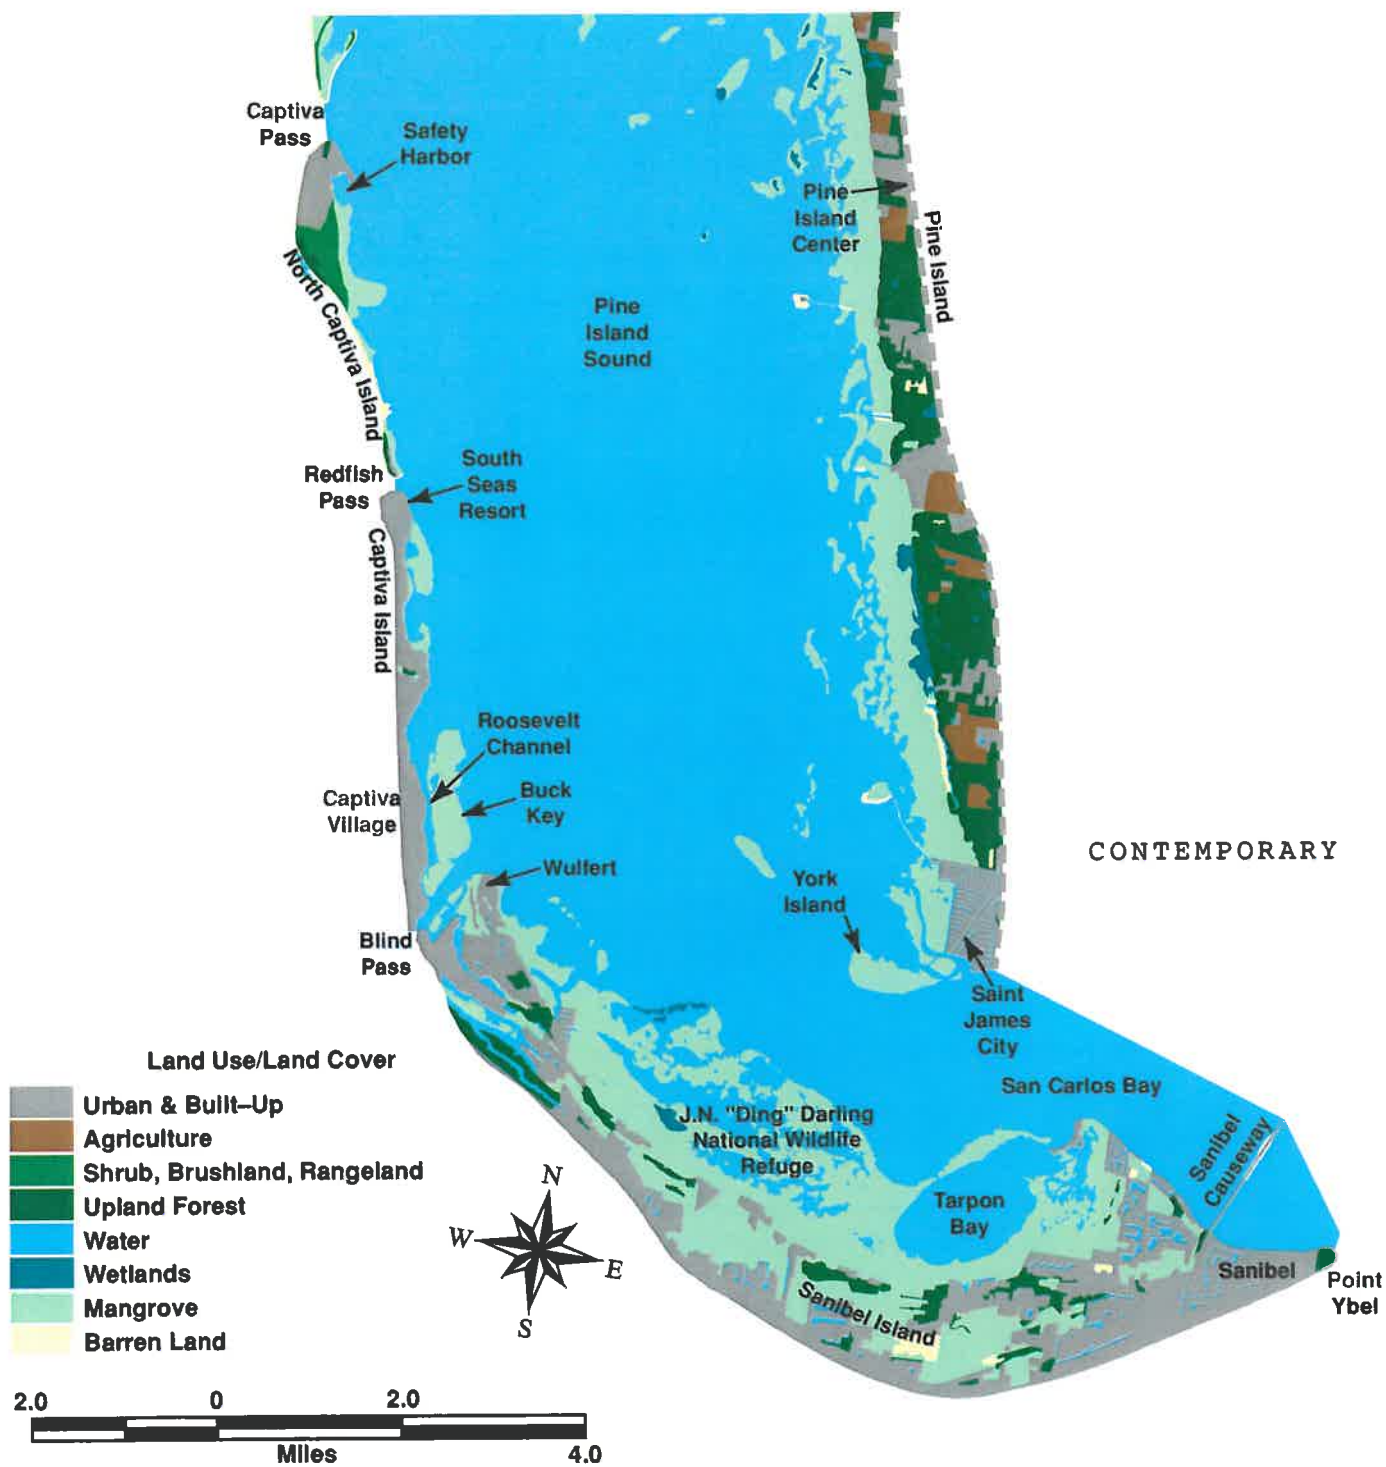 Captiva
Pass
Safety
Harbor
Pine
Island
Center
Pine Island
North Captiva Island
Pine
Island
Sound
Redfish
Pass
South
Seas
Resort
Captiva Island
Roosevelt
Channel
Captiva
Village
Buck
Key
Wulfert
York
Island
CONTEMPORARY
Blind
Pass
Saint
James
City
San Carlos Bay
Land Use/Land Cover
Urban & Built–Up
Agriculture
Shrub, Brushland, Rangeland
Upland Forest
Water
Wetlands
Mangrove
Barren Land
J.N. "Ding" Darling
National Wildlife
Refuge
Sanibel
Causeway
Tarpon
Bay
Sanibel
Point
Ybel
Sanibel Island
N
W
E
S
2.0 0 2.0
Miles 4.0